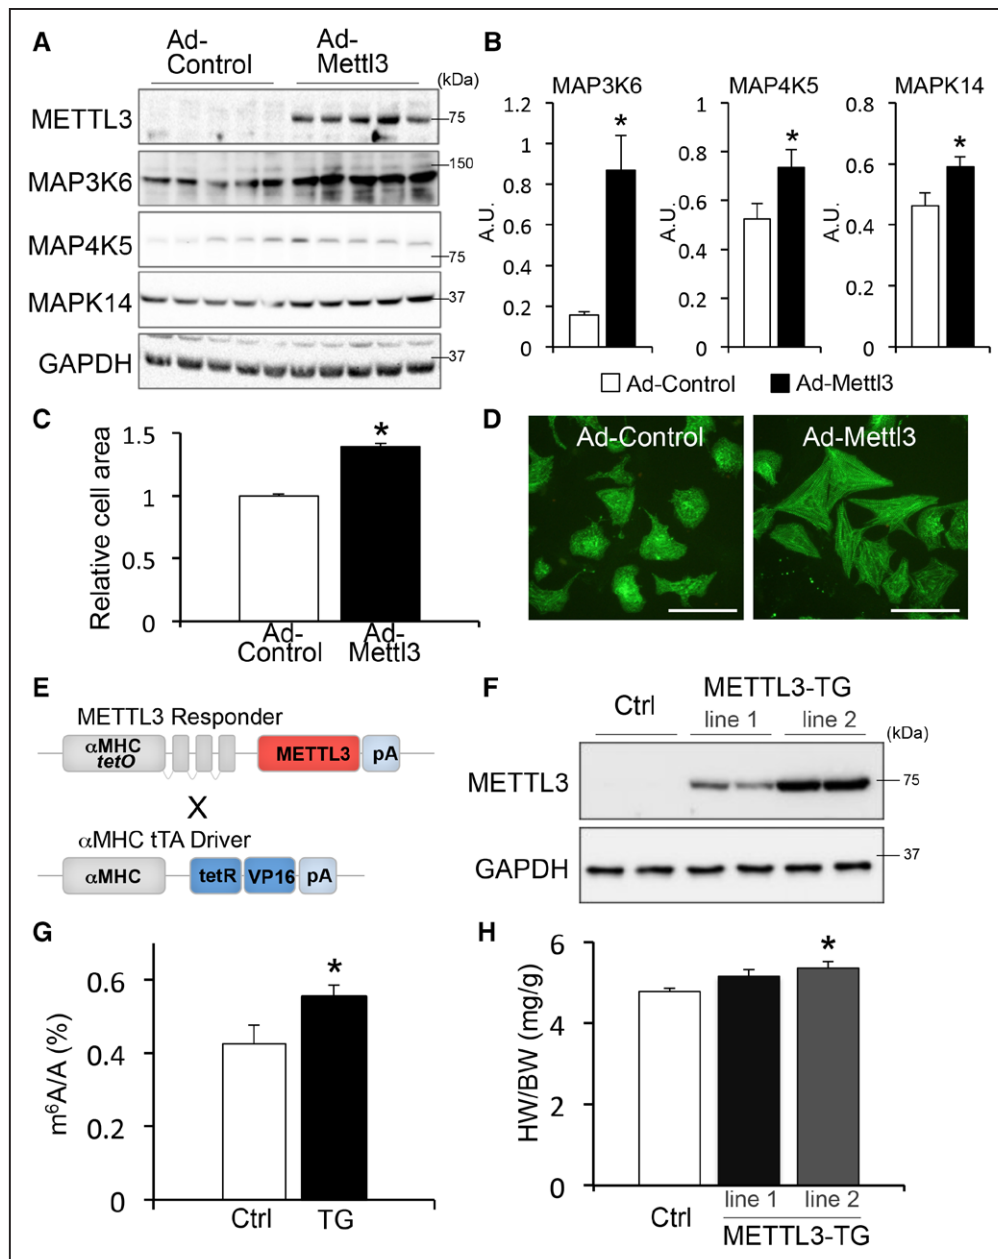 A
Ad-
Control
Ad-
Mettl3
(kDa)
METTL3
75
MAP3K6
150
MAP4K5
75
MAPK14
37
GAPDH
37
B
MAP3K6
MAP4K5
MAPK14
A.U.
1.2
1
0.8
0.6
0.4
0.2
0
*
A.U.
1
0.8
0.6
0.4
0.2
0
*
A.U.
0.8
0.6
0.4
0.2
0
*
Ad-Control
Ad-Mettl3
C
Relative cell area
1.5
1
0.5
0
*
Ad-
Control
Ad-
Mettl3
D
Ad-Control
Ad-Mettl3
E
METTL3 Responder
αMHC
tetO
METTL3
pA
X
αMHC tTA Driver
αMHC
tetR
VP16
pA
F
Ctrl
METTL3-TG
line 1
line 2
(kDa)
METTL3
75
GAPDH
37
G
m⁶A/A (%)
0.6
0.4
0.2
0
*
Ctrl
TG
H
HW/BW (mg/g)
6
4
2
0
*
Ctrl
line 1
line 2
METTL3-TG